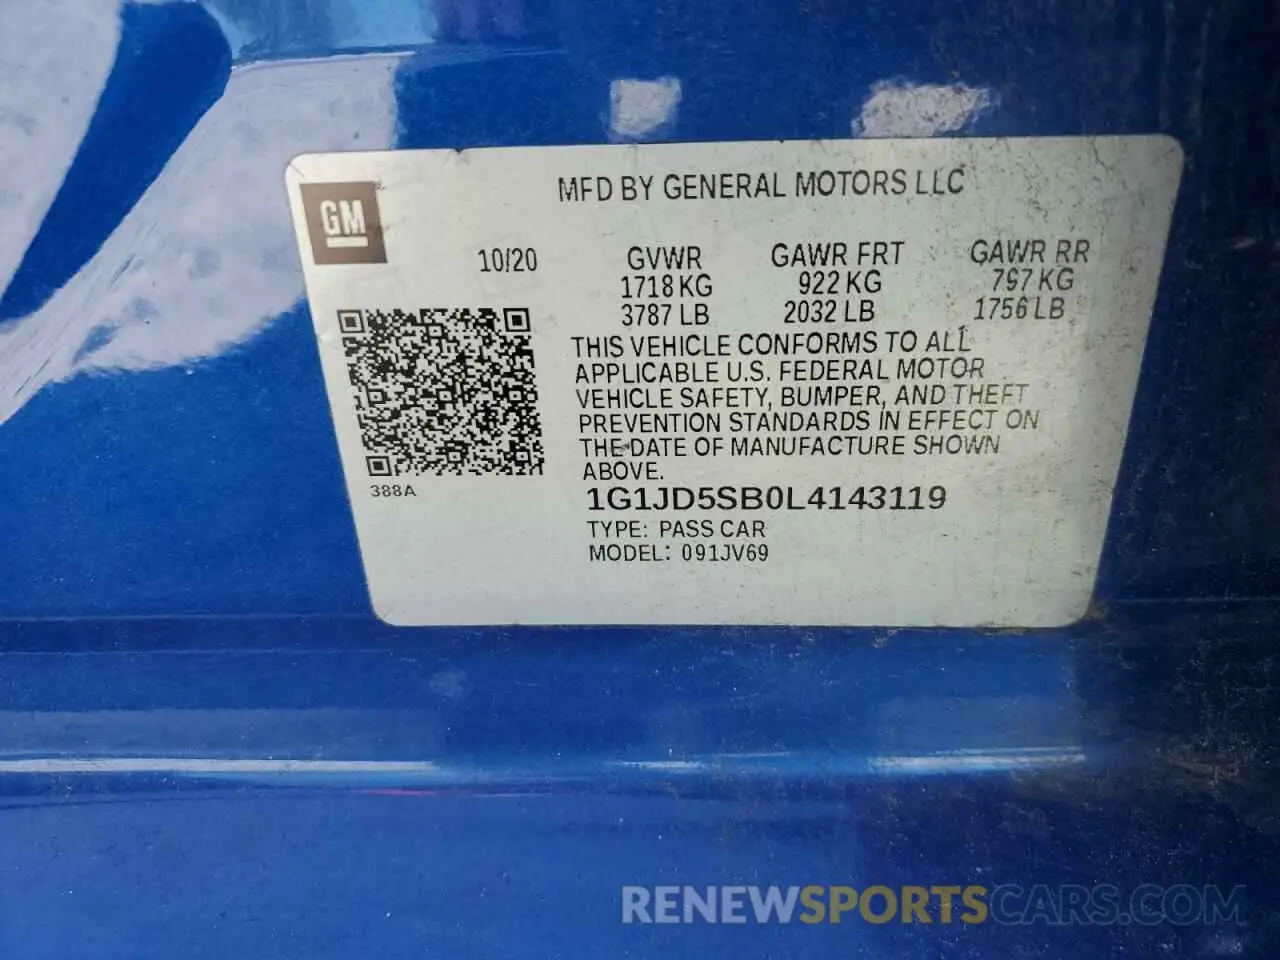 MFD BY GENERAL MOTORS LLC
GM
10/20 GVWR GAWR FRT GAWR RR
1718 KG 922 KG 797 KG
3787 LB 2032 LB 1756 LB
THIS VEHICLE CONFORMS TO ALL
APPLICABLE U.S. FEDERAL MOTOR
VEHICLE SAFETY, BUMPER, AND THEFT
PREVENTION STANDARDS IN EFFECT ON
THE DATE OF MANUFACTURE SHOWN
ABOVE.
388A
1G1JD5SB0L4143119
TYPE: PASS CAR
MODEL: 091JV69
RENEWSPORTSCARS.COM